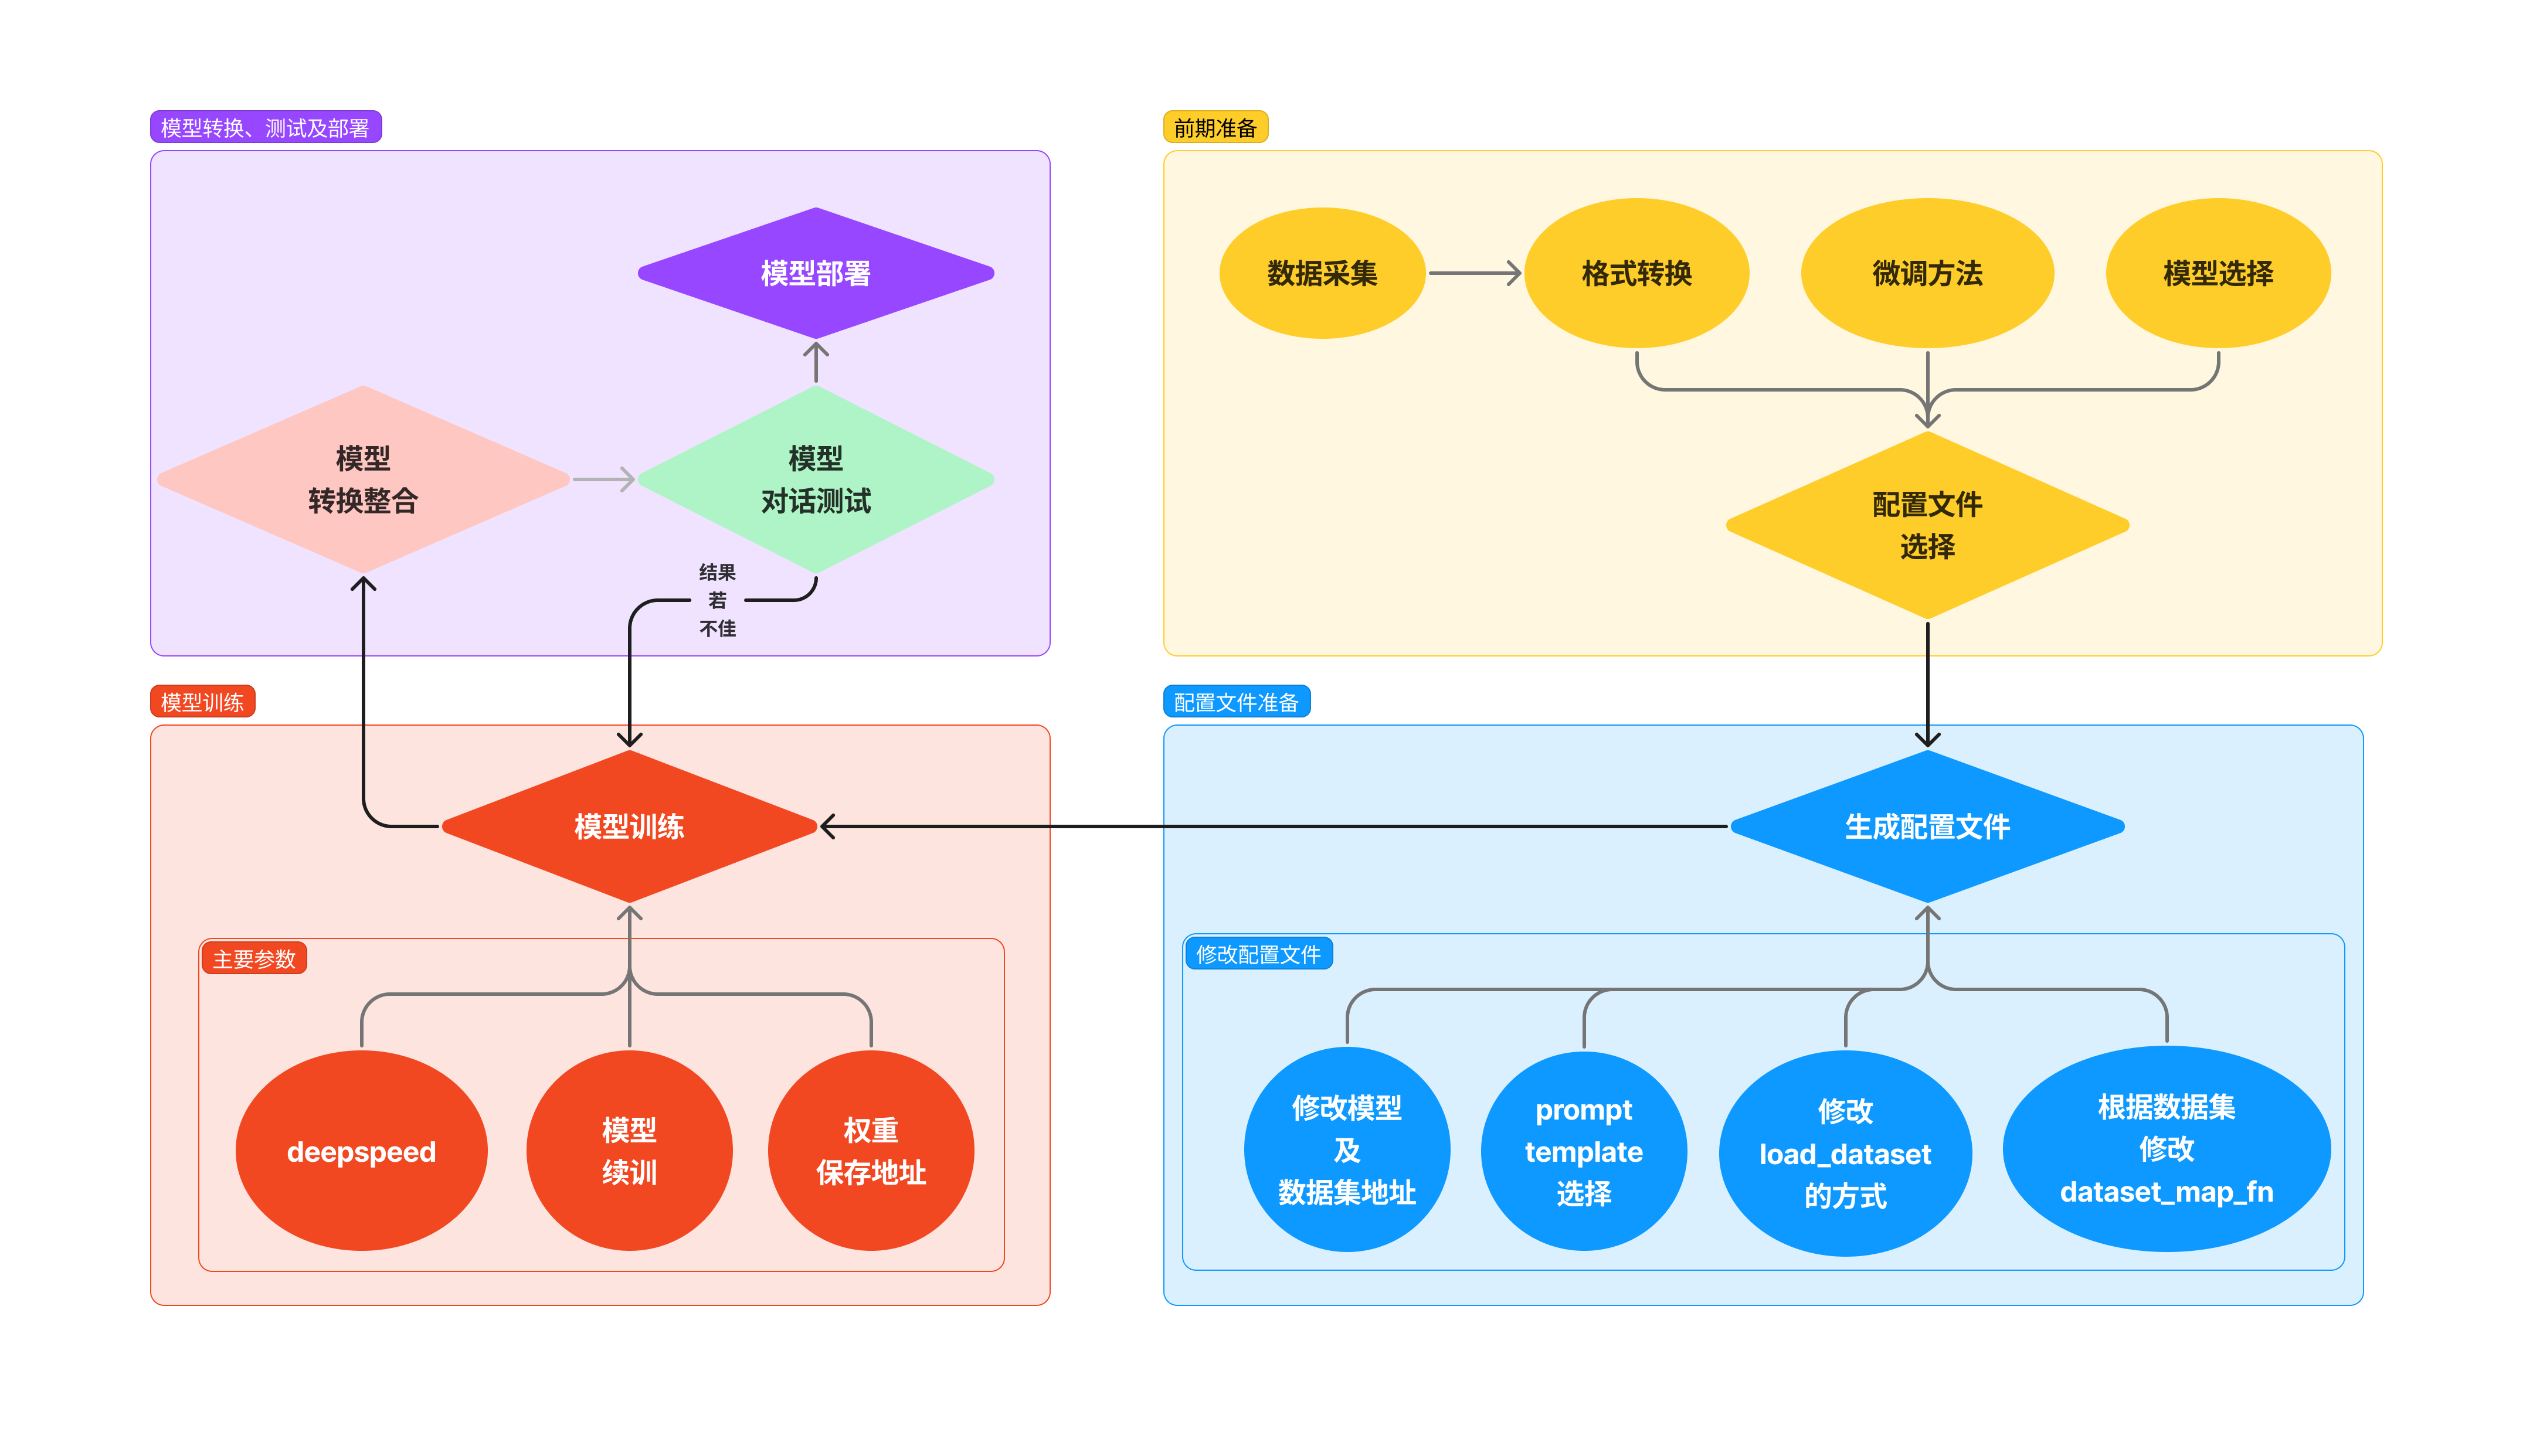 模型转换、测试及部署
模型部署
模型
转换整合
模型
对话测试
结果
若
不佳
前期准备
数据采集
格式转换
微调方法
模型选择
配置文件
选择
模型训练
模型训练
主要参数
deepspeed
模型
续训
权重
保存地址
配置文件准备
生成配置文件
修改配置文件
修改模型
及
数据集地址
prompt
template
选择
修改
load_dataset
的方式
根据数据集
修改
dataset_map_fn